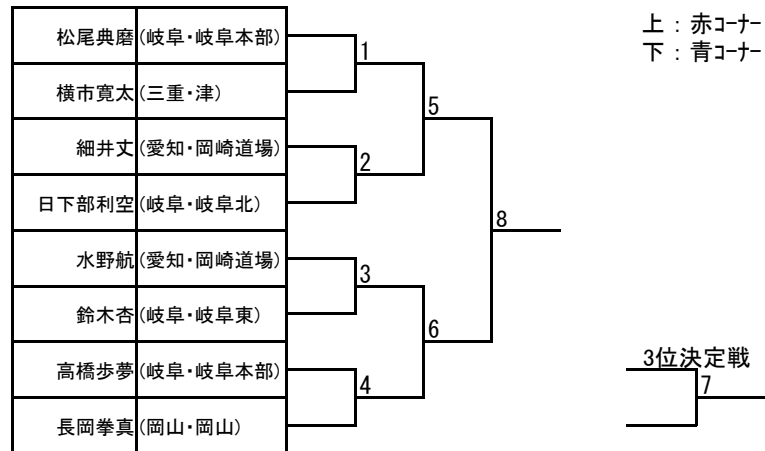 松尾典磨 (岐阜・岐阜本部)
横市寛太 (三重・津)
細井丈 (愛知・岡崎道場)
日下部利空 (岐阜・岐阜北)
水野航 (愛知・岡崎道場)
鈴木杏 (岐阜・岐阜東)
高橋歩夢 (岐阜・岐阜本部)
長岡拳真 (岡山・岡山)
1
2
3
4
5
6
8
上：赤ｺｰﾅｰ
下：青ｺｰﾅｰ
3位決定戦
7